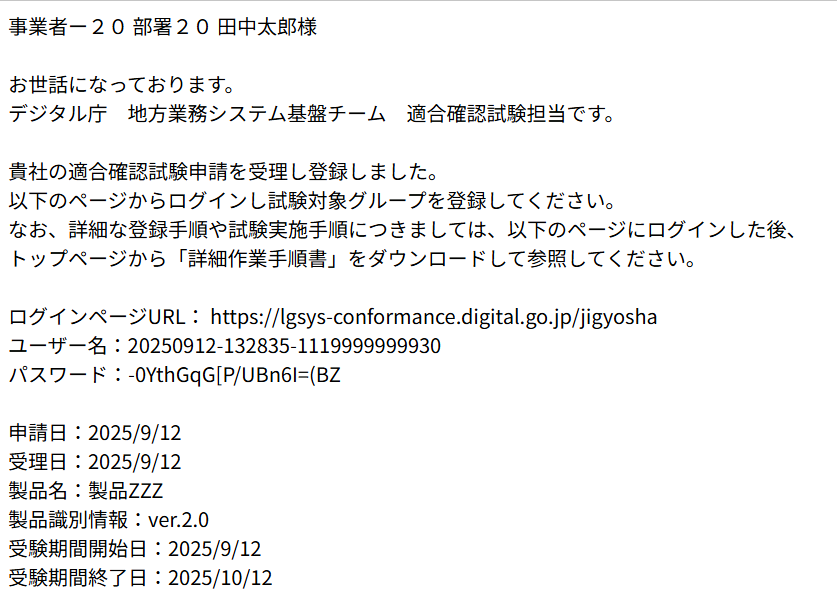 事業者ー２０ 部署２０ 田中太郎様
お世話になっております。
デジタル庁　地方業務システム基盤チーム　適合確認試験担当です。
貴社の適合確認試験申請を受理し登録しました。
以下のページからログインし試験対象グループを登録してください。
なお、詳細な登録手順や試験実施手順につきましては、以下のページにログインした後、
トップページから「詳細作業手順書」をダウンロードして参照してください。
ログインページURL： https://lgsys-conformance.digital.go.jp/jigyosha
ユーザー名：20250912-132835-1119999999930
パスワード：-0YthGqG[P/UBn6I=(BZ
申請日：2025/9/12
受理日：2025/9/12
製品名：製品ZZZ
製品識別情報：ver.2.0
受験期間開始日：2025/9/12
受験期間終了日：2025/10/12